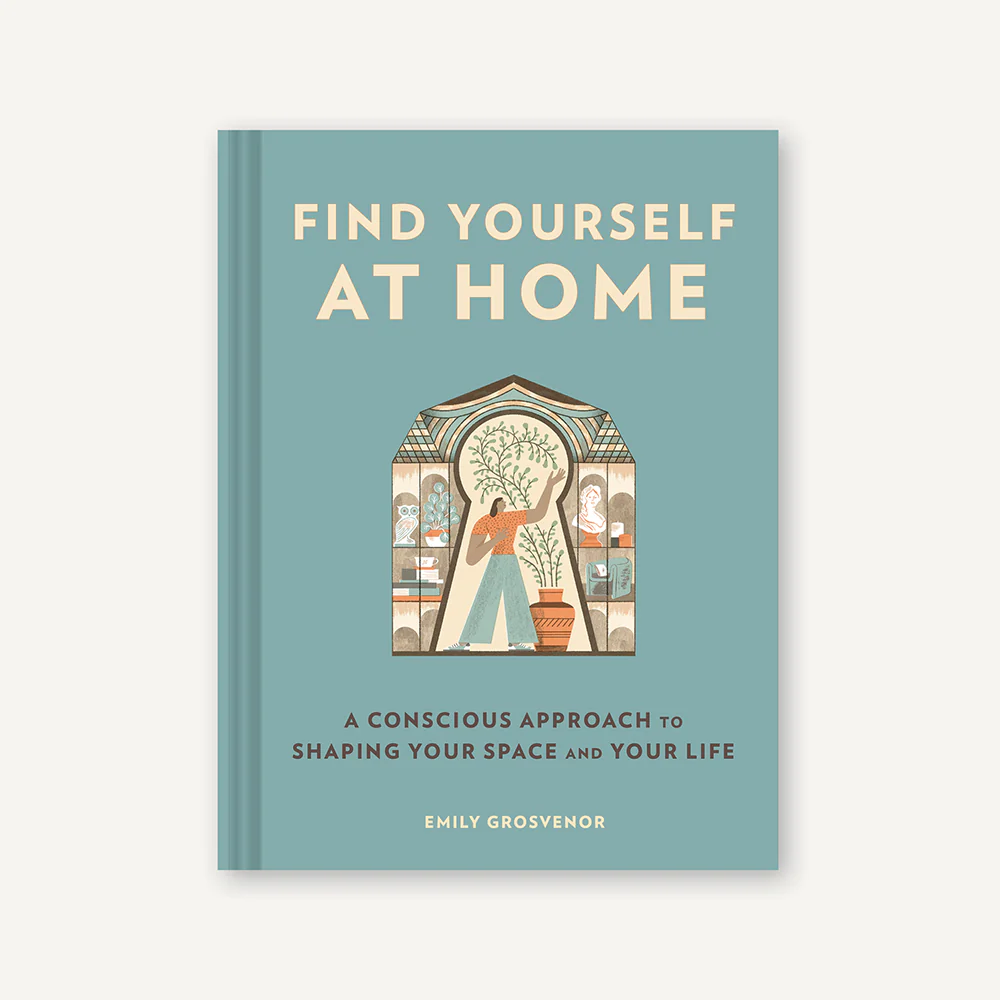 FIND YOURSELF
AT HOME
A CONSCIOUS APPROACH TO
SHAPING YOUR SPACE AND YOUR LIFE
EMILY GROSVENOR